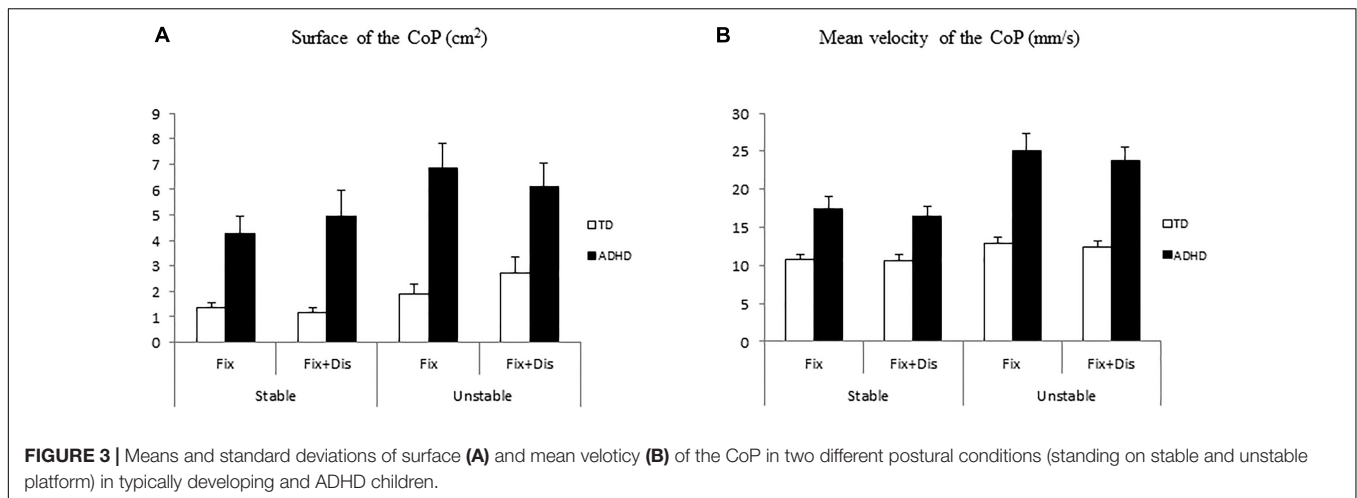 A
Surface of the CoP (cm²)
9
8
7
6
5
4
3
2
1
0
Fix
Fix+Dis
Fix
Fix+Dis
Stable
Unstable
TD
ADHD
B
Mean velocity of the CoP (mm/s)
30
25
20
15
10
5
0
Fix
Fix+Dis
Fix
Fix+Dis
Stable
Unstable
TD
ADHD
FIGURE 3 | Means and standard deviations of surface (A) and mean veloticy (B) of the CoP in two different postural conditions (standing on stable and unstable
platform) in typically developing and ADHD children.